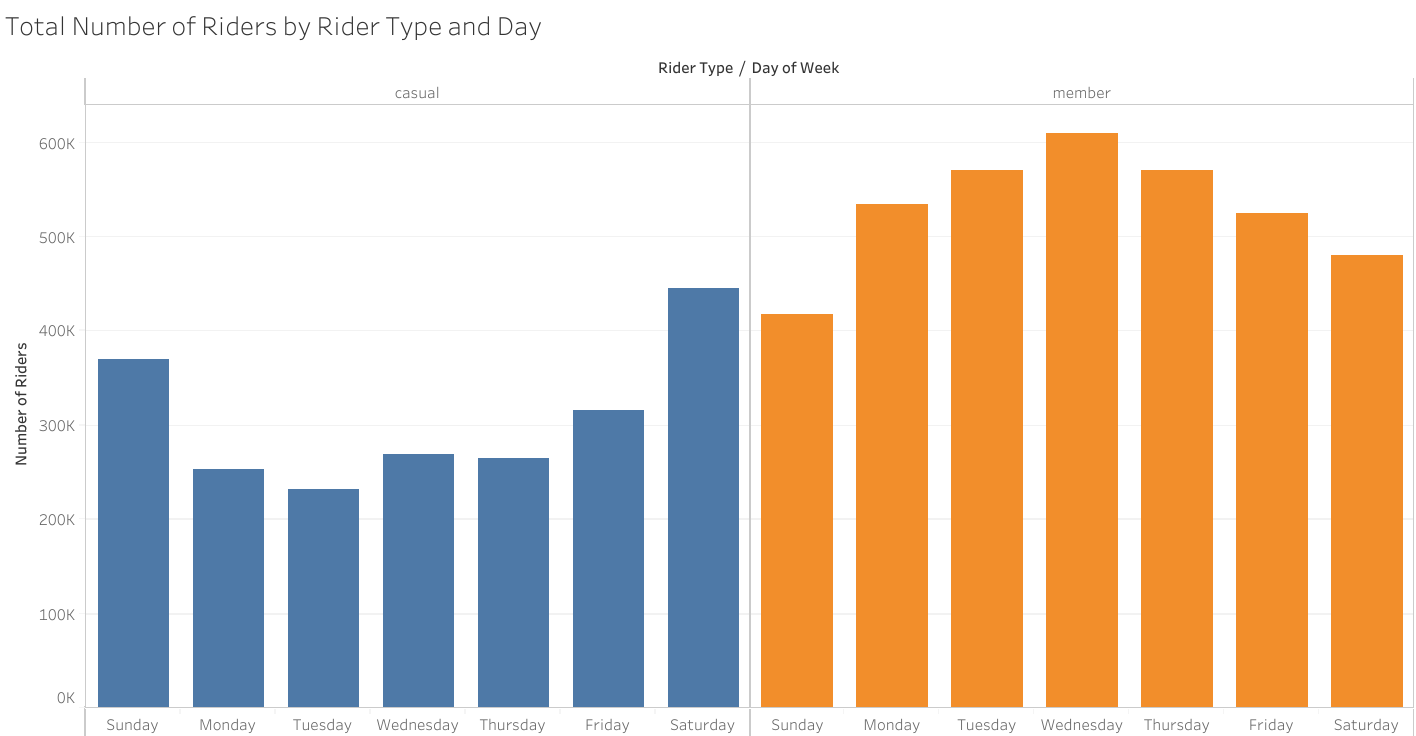 Total Number of Riders by Rider Type and Day
Rider Type / Day of Week
casual member
600K
500K
400K
300K
200K
100K
0K
Number of Riders
Sunday Monday Tuesday Wednesday Thursday Friday Saturday Sunday Monday Tuesday Wednesday Thursday Friday Saturday